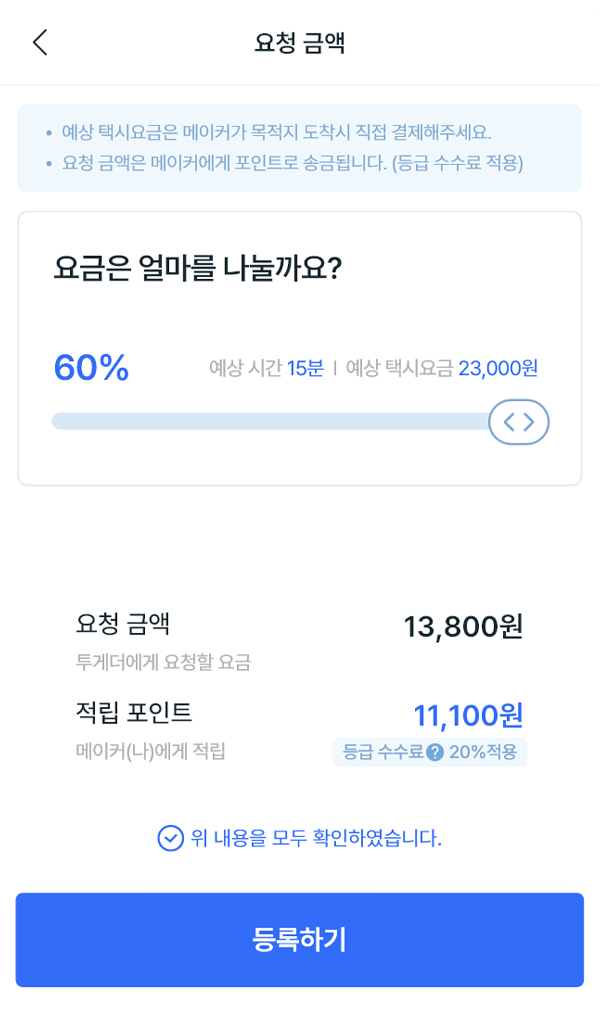 요청 금액
• 예상 택시요금은 메이커가 목적지 도착시 직접 결제해주세요.
• 요청 금액은 메이커에게 포인트로 송금됩니다. (등급 수수료 적용)
요금은 얼마를 나눌까요?
60% 예상 시간 15분 | 예상 택시요금 23,000원
요청 금액 13,800원
투게더에게 요청할 요금
적립 포인트 11,100원
메이커(나)에게 적립 등급 수수료 ? 20%적용
위 내용을 모두 확인하였습니다.
등록하기